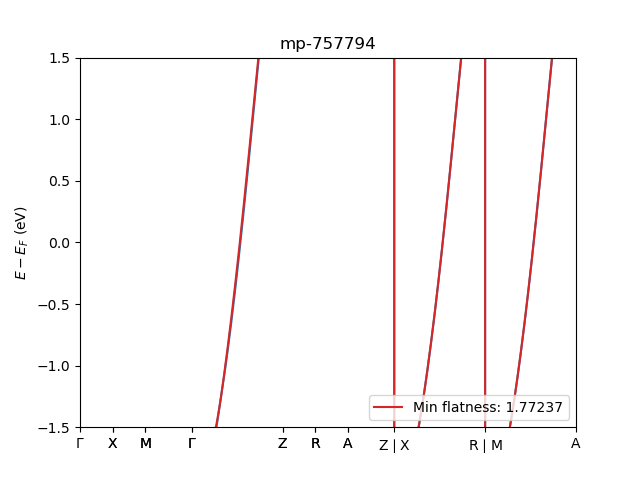 mp-757794
1.5
1.0
0.5
0.0
−0.5
−1.0
−1.5
E − E_F (eV)
Min flatness: 1.77237
Γ X M Γ Z R A Z | X R | M A